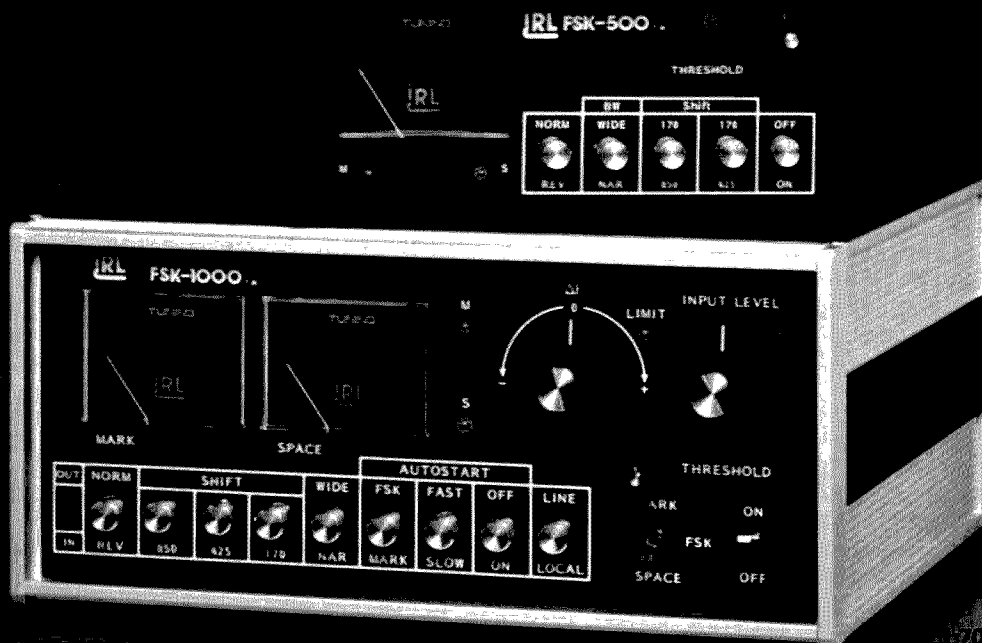 TUNING
IRL FSK-500
THRESHOLD
BW Shift
NORM WIDE 170 170 OFF
REV NAR 850 425 ON
IRL
M S
IRL FSK-1000
TUNING TUNING
IRL IRL
MARK SPACE
M
S
ΔF
0
- +
LIMIT
INPUT LEVEL
AUTOSTART
OUT NORM SHIFT WIDE FSK FAST OFF LINE
IN REV 850 425 170 NAR MARK SLOW ON LOCAL
THRESHOLD
ARK ON
FSK
SPACE OFF